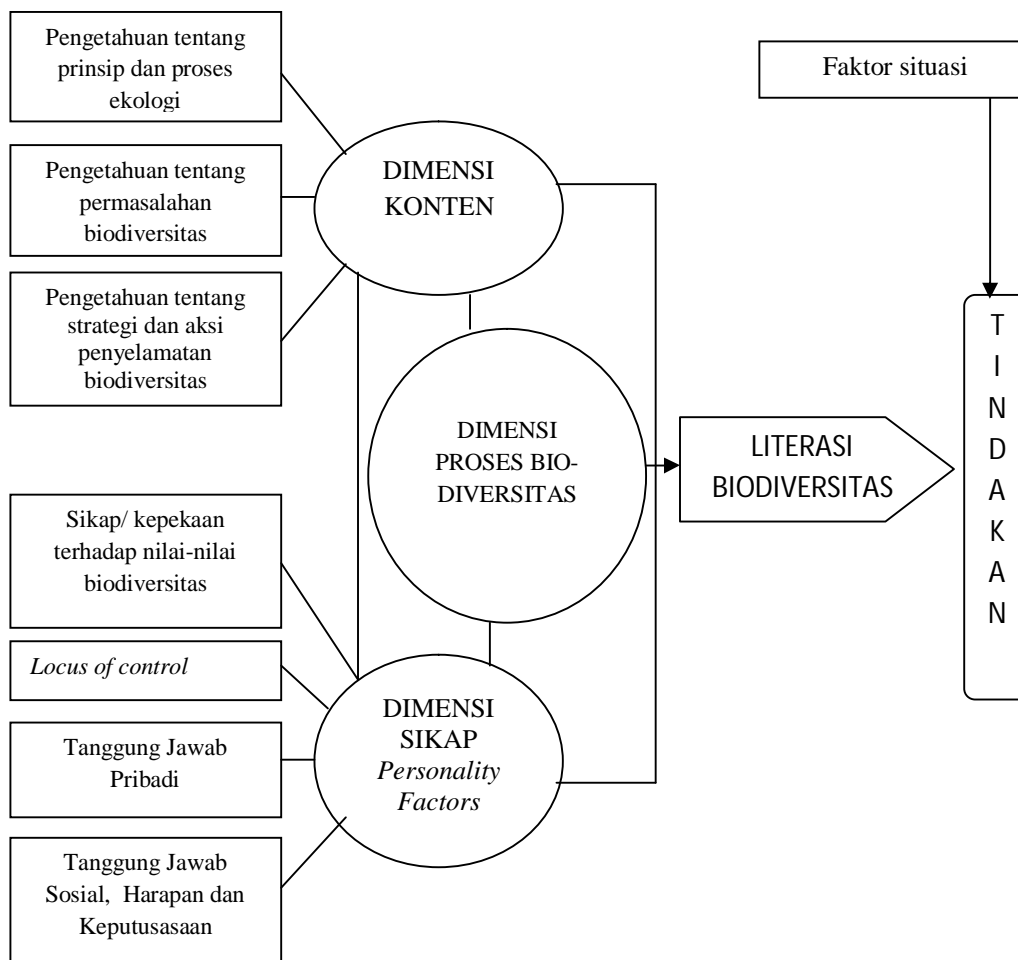 Pengetahuan tentang
prinsip dan proses
ekologi
Pengetahuan tentang
permasalahan
biodiversitas
Pengetahuan tentang
strategi dan aksi
penyelamatan
biodiversitas
Sikap/ kepekaan
terhadap nilai-nilai
biodiversitas
Locus of control
Tanggung Jawab
Pribadi
Tanggung Jawab
Sosial, Harapan dan
Keputusasaan
DIMENSI
KONTEN
DIMENSI
PROSES BIO-
DIVERSITAS
DIMENSI
SIKAP
Personality
Factors
LITERASI
BIODIVERSITAS
Faktor situasi
T
I
N
D
A
K
A
N